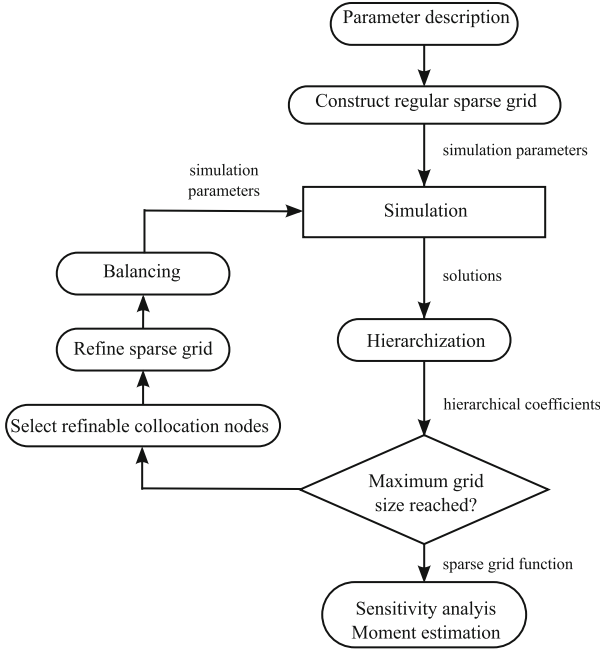 Parameter description
Construct regular sparse grid
simulation parameters
simulation
parameters
Simulation
Balancing
solutions
Refine sparse grid
Hierarchization
hierarchical coefficients
Select refinable collocation nodes
Maximum grid
size reached?
sparse grid function
Sensitivity analyis
Moment estimation